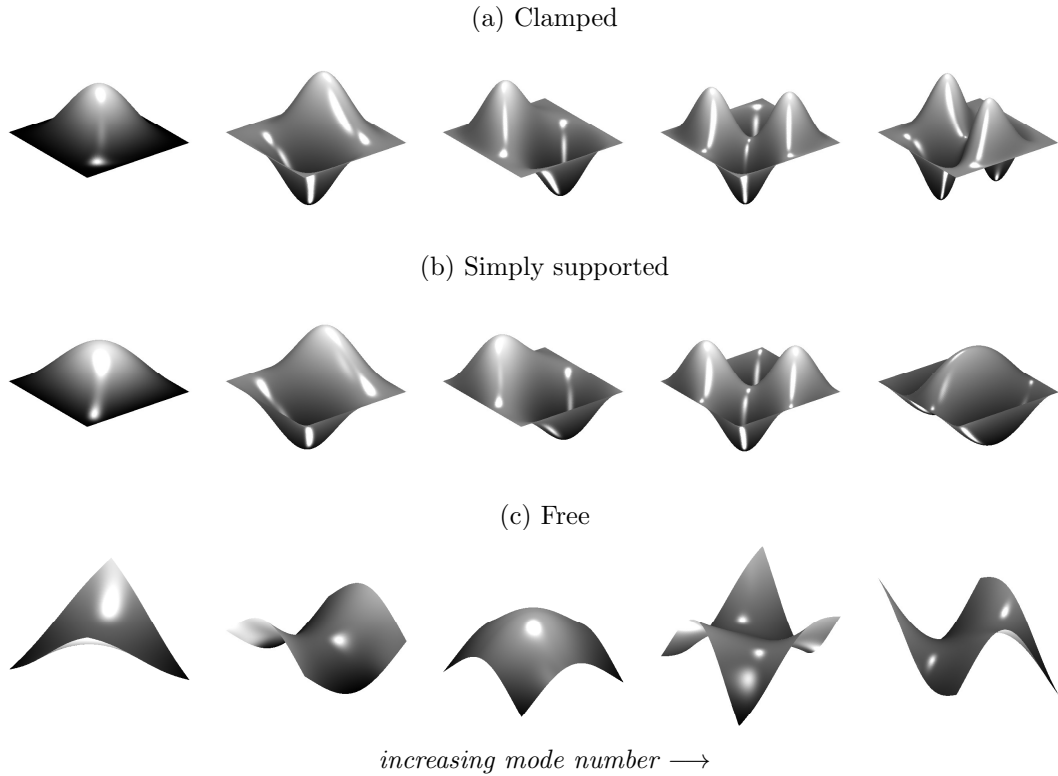 (a) Clamped
(b) Simply supported
(c) Free
increasing mode number ⟶